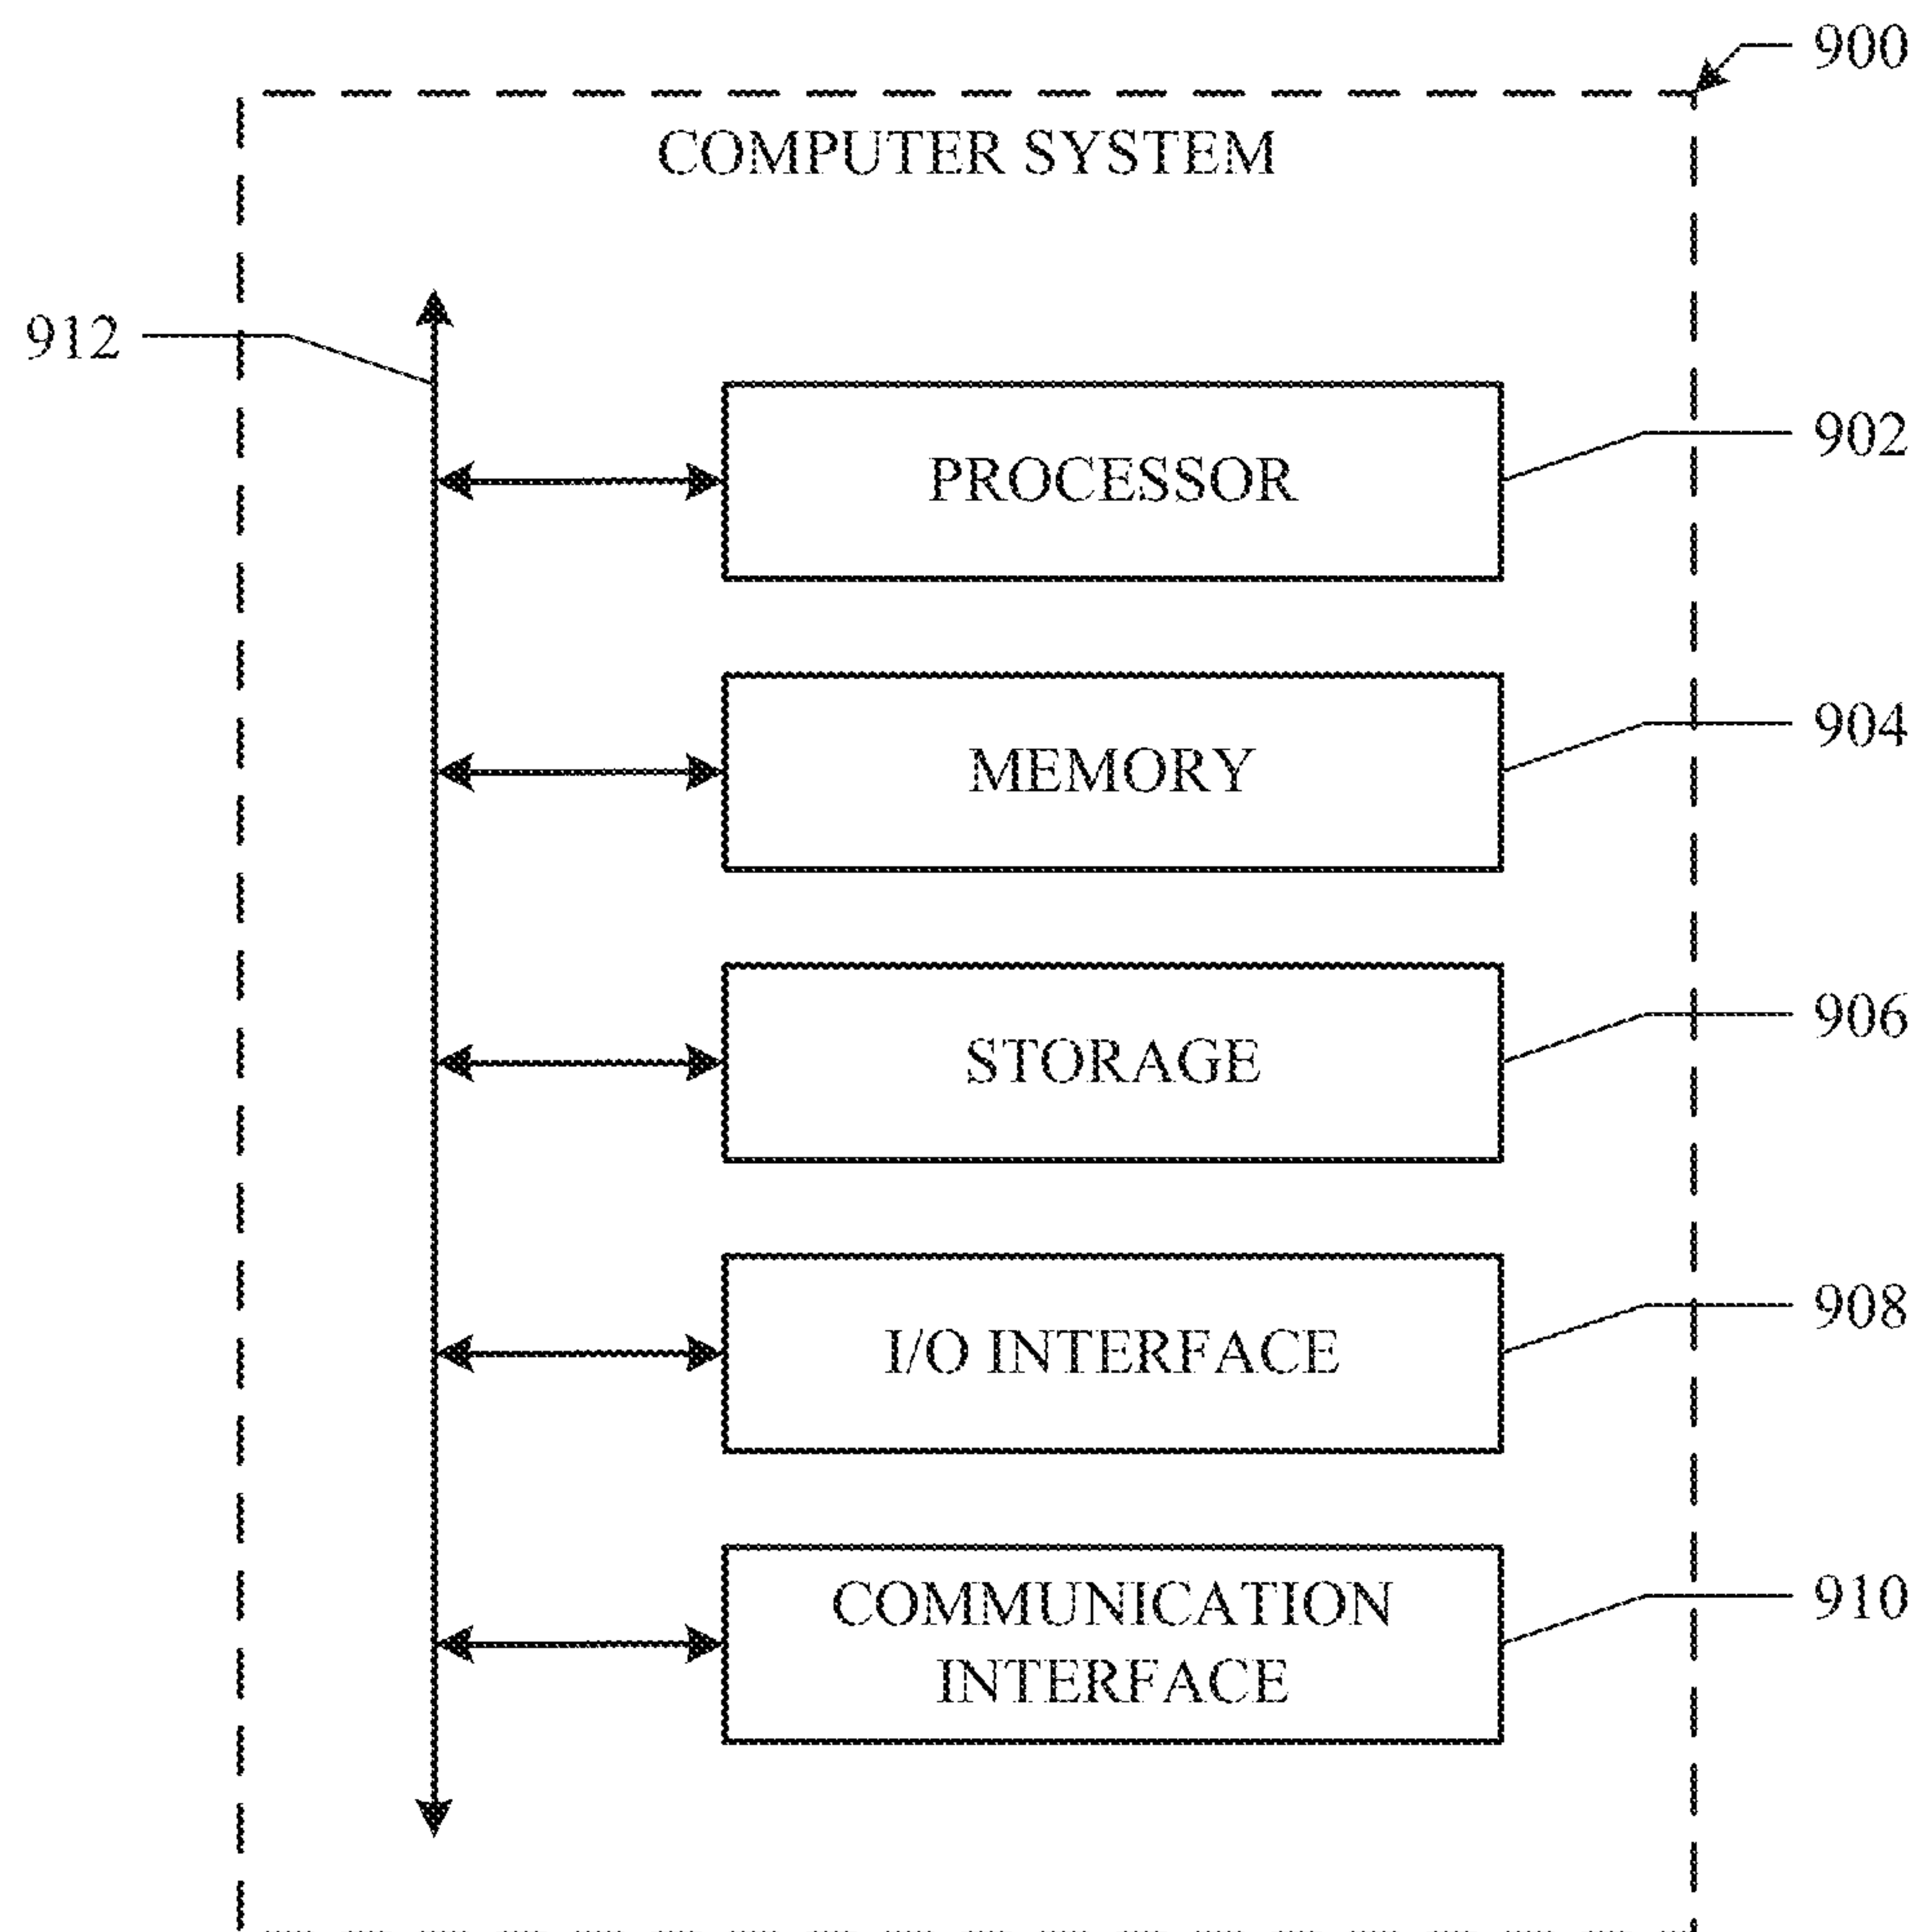 900
COMPUTER SYSTEM
912
PROCESSOR
902
MEMORY
904
STORAGE
906
I/O INTERFACE
908
COMMUNICATION
INTERFACE
910